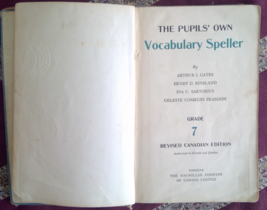 THE PUPILS' OWN
Vocabulary Speller
By
ARTHUR I. GATES
HENRY D. RINSLAND
INA C. SARTORIUS
CELESTE COMEGYS PEARDON
GRADE
7
REVISED CANADIAN EDITION
TORONTO
THE MACMILLAN COMPANY
OF CANADA LIMITED